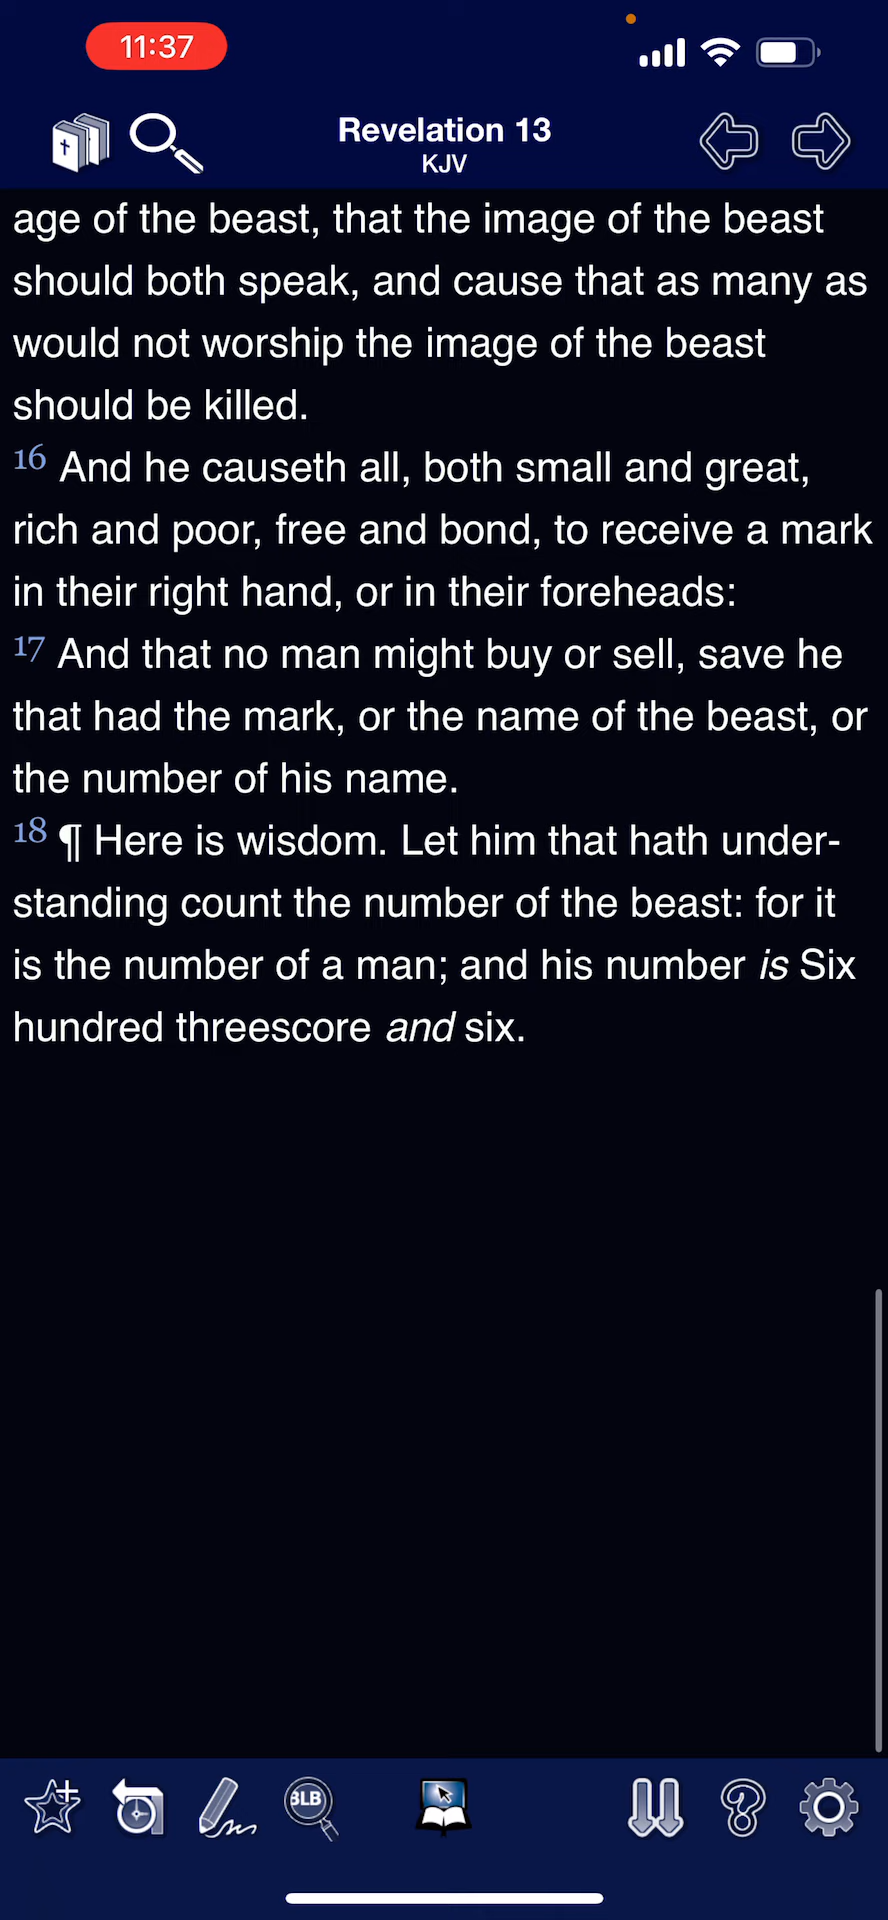 11:37
Revelation 13
KJV
age of the beast, that the image of the beast
should both speak, and cause that as many as
would not worship the image of the beast
should be killed.
16 And he causeth all, both small and great,
rich and poor, free and bond, to receive a mark
in their right hand, or in their foreheads:
17 And that no man might buy or sell, save he
that had the mark, or the name of the beast, or
the number of his name.
18 ¶ Here is wisdom. Let him that hath under-
standing count the number of the beast: for it
is the number of a man; and his number is Six
hundred threescore and six.
BLB